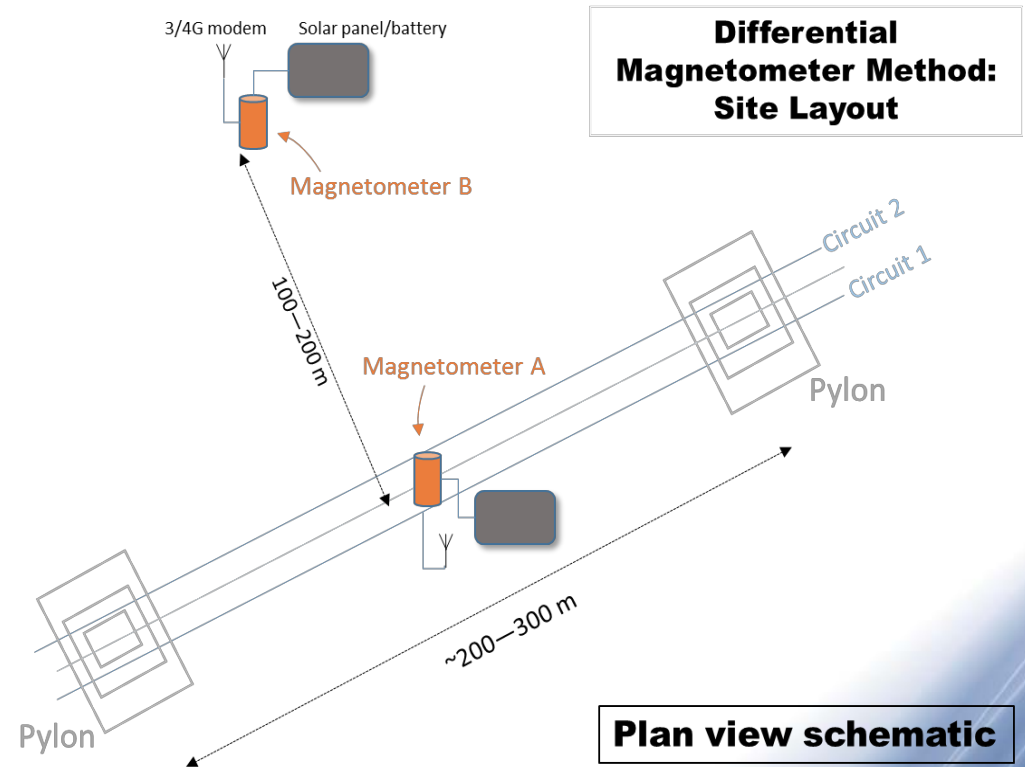 3/4G modem
Solar panel/battery
Differential
Magnetometer Method:
Site Layout
Magnetometer B
Circuit 2
Circuit 1
100—200 m
Magnetometer A
Pylon
~200—300 m
Pylon
Plan view schematic